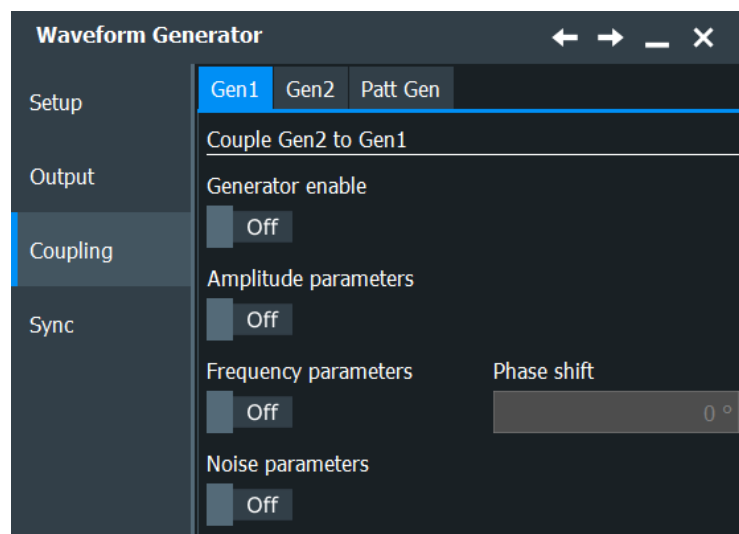 Waveform Generator
Setup
Output
Coupling
Sync
Gen1 Gen2 Patt Gen
Couple Gen2 to Gen1
Generator enable
Off
Amplitude parameters
Off
Frequency parameters Phase shift
Off 0 °
Noise parameters
Off